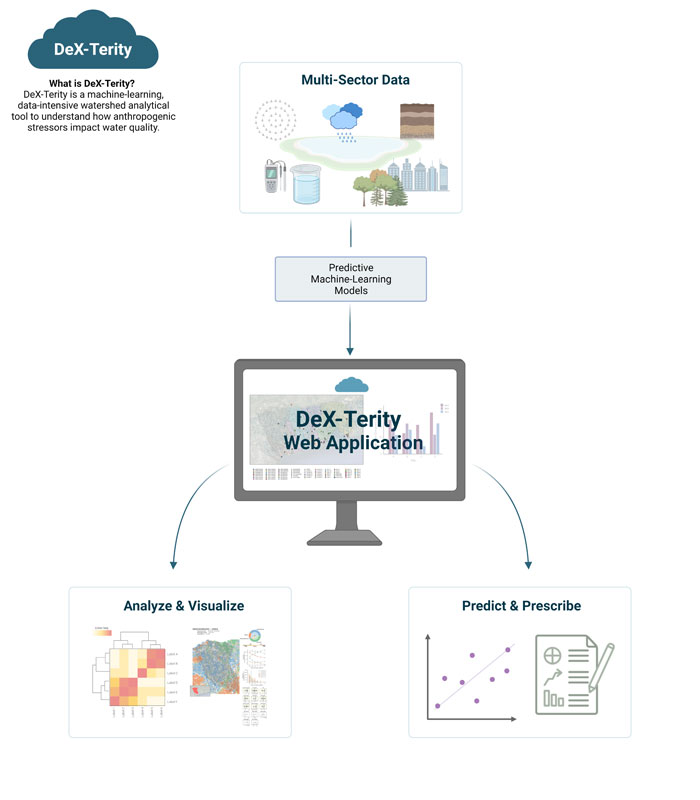 DeX-Terity
What is DeX-Terity?
DeX-Terity is a machine-learning,
data-intensive watershed analytical
tool to understand how anthropogenic
stressors impact water quality.
Multi-Sector Data
Predictive
Machine-Learning
Models
DeX-Terity
Web Application
Analyze & Visualize
Predict & Prescribe